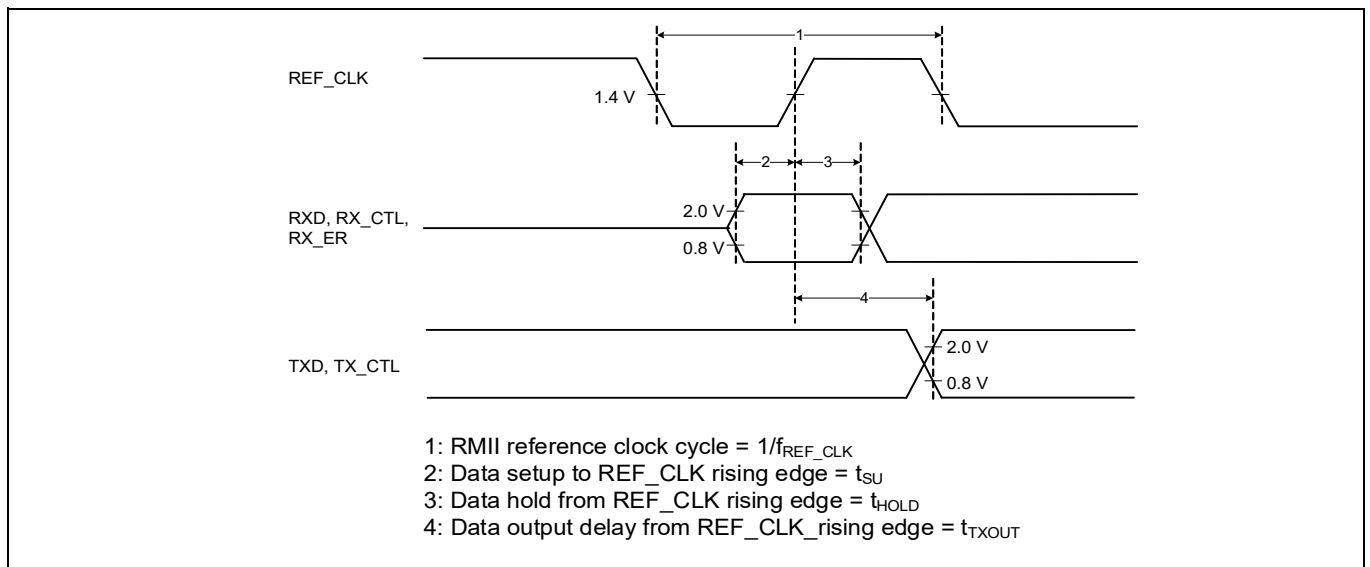 1
REF_CLK
1.4 V
2
3
2.0 V
RXD, RX_CTL,
RX_ER
0.8 V
4
2.0 V
TXD, TX_CTL
0.8 V
1: RMII reference clock cycle = 1/fREF_CLK
2: Data setup to REF_CLK rising edge = tSU
3: Data hold from REF_CLK rising edge = tHOLD
4: Data output delay from REF_CLK_rising edge = tTXOUT